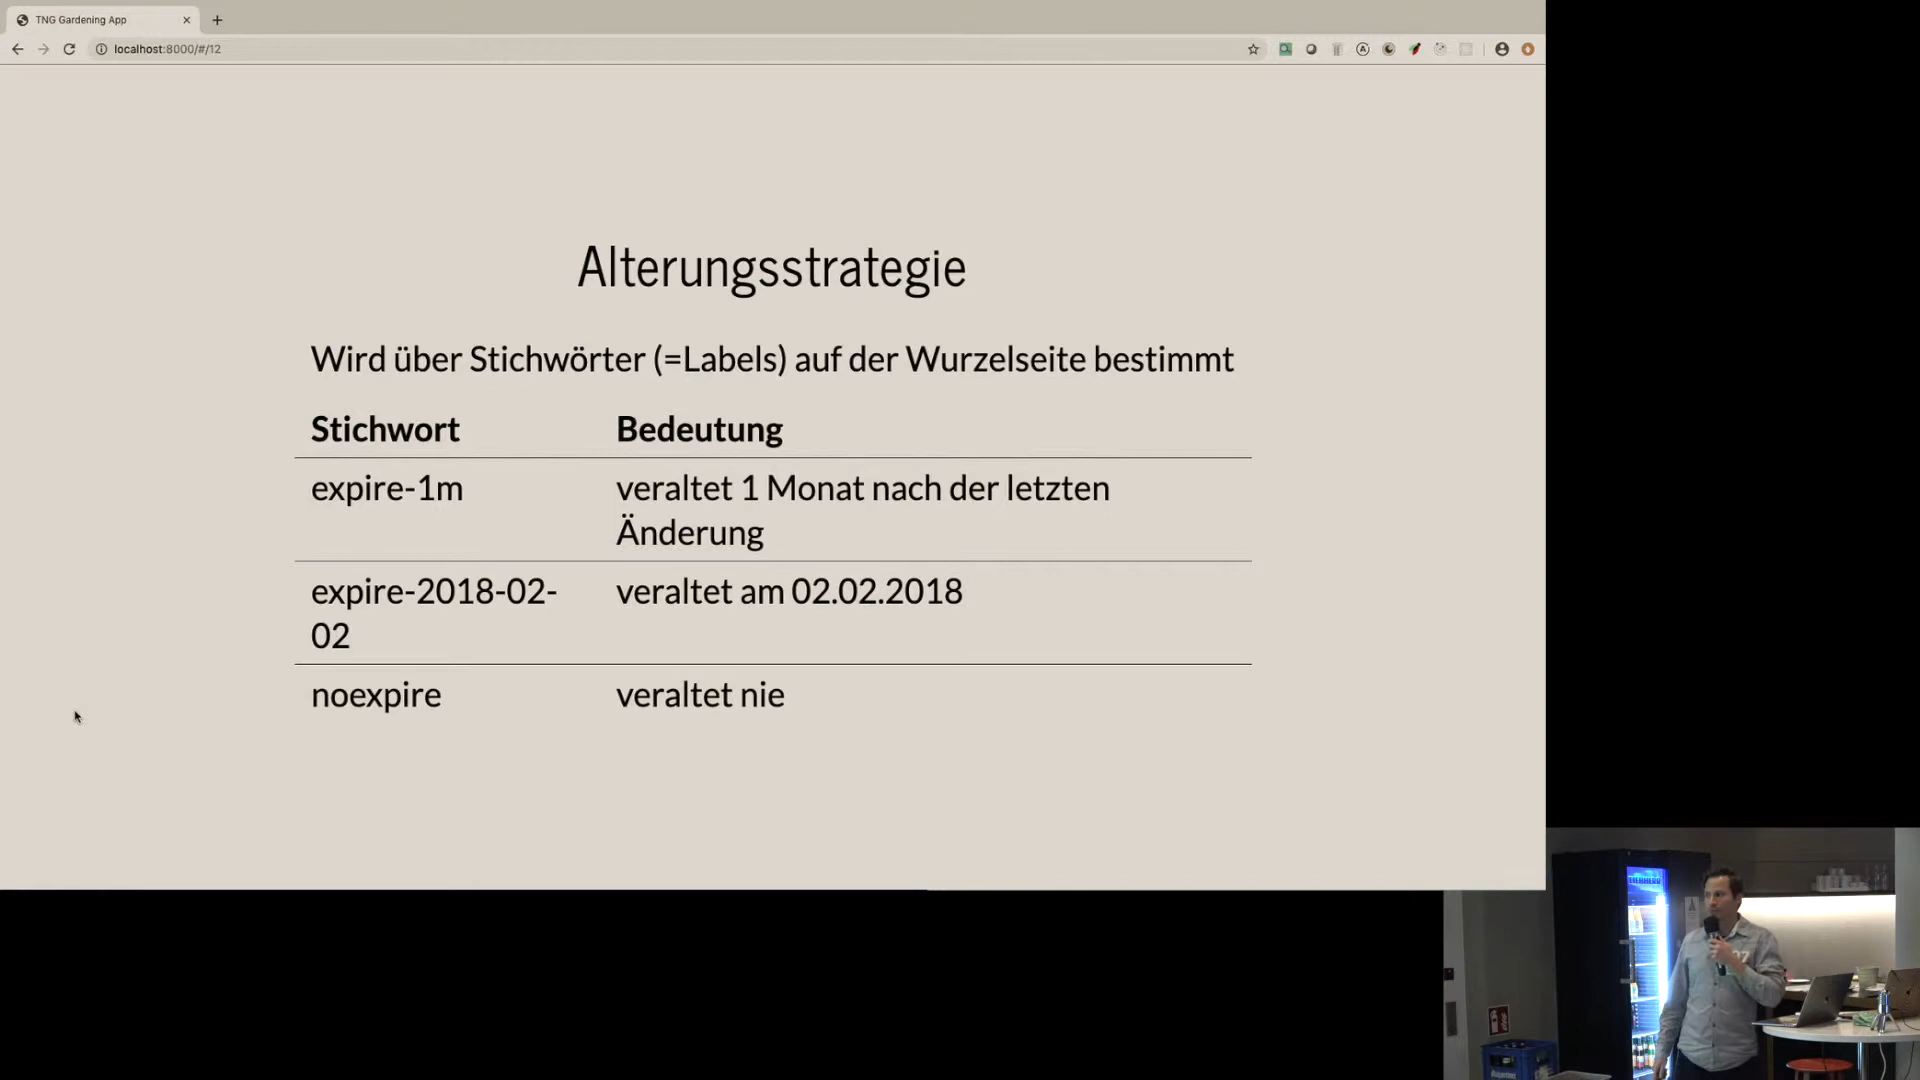 TNG Gardening App
localhost:8000/#/12
Alterungsstrategie
Wird über Stichwörter (=Labels) auf der Wurzelseite bestimmt
Stichwort Bedeutung
expire-1m veraltet 1 Monat nach der letzten
Änderung
expire-2018-02- veraltet am 02.02.2018
02
noexpire veraltet nie
LIEBHERR